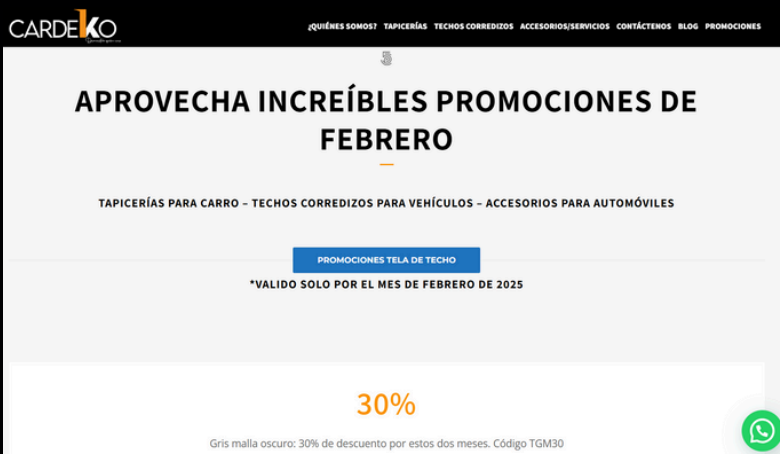 CARDEKO
¿QUIÉNES SOMOS? TAPICERÍAS TECHOS CORREDIZOS ACCESORIOS/SERVICIOS CONTÁCTENOS BLOG PROMOCIONES
APROVECHA INCREÍBLES PROMOCIONES DE
FEBRERO
TAPICERÍAS PARA CARRO – TECHOS CORREDIZOS PARA VEHÍCULOS – ACCESORIOS PARA AUTOMÓVILES
PROMOCIONES TELA DE TECHO
*VALIDO SOLO POR EL MES DE FEBRERO DE 2025
30%
Gris malla oscuro: 30% de descuento por estos dos meses. Código TGM30